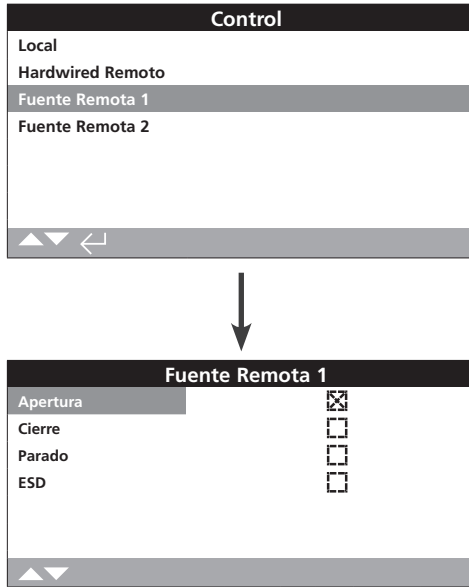 Control
Local
Hardwired Remoto
Fuente Remota 1
Fuente Remota 2
Fuente Remota 1
Apertura
Cierre
Parado
ESD